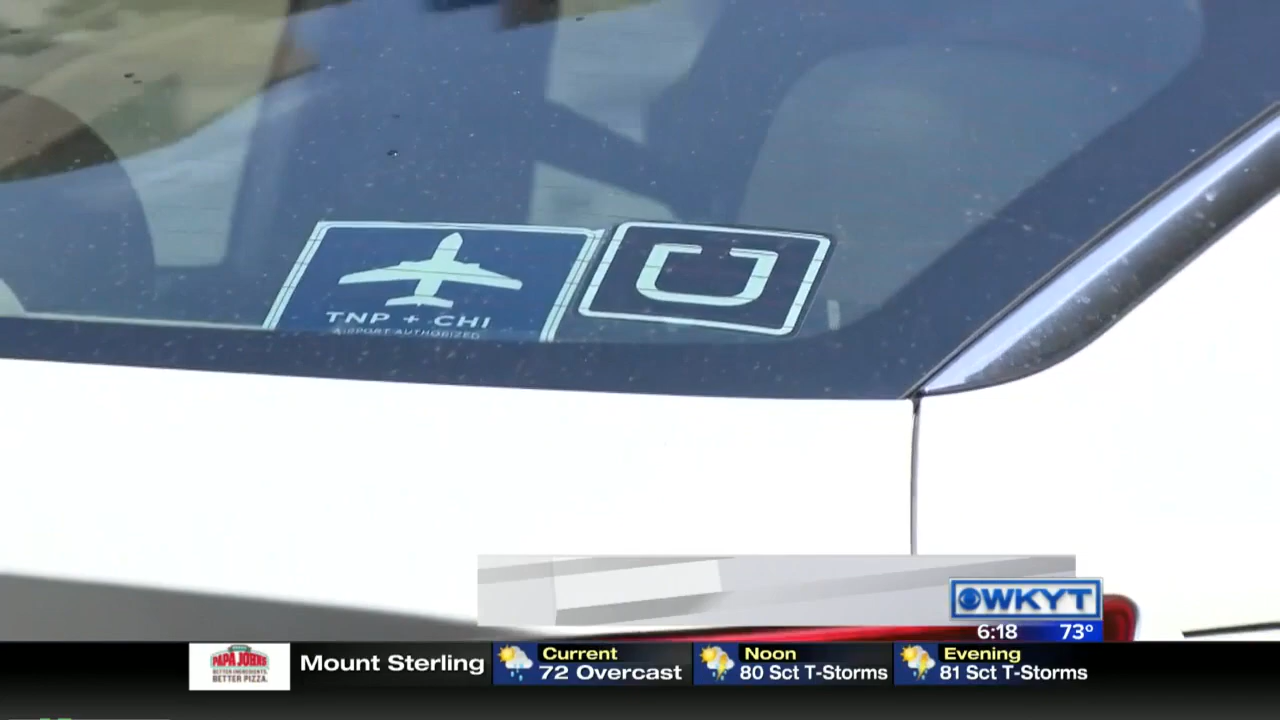 TNP + CHI
AIRPORT AUTHORIZED
WKYT
6:18 73°
PAPA JOHNS
BETTER INGREDIENTS.
BETTER PIZZA.
Mount Sterling
Current
72 Overcast
Noon
80 Sct T-Storms
Evening
81 Sct T-Storms